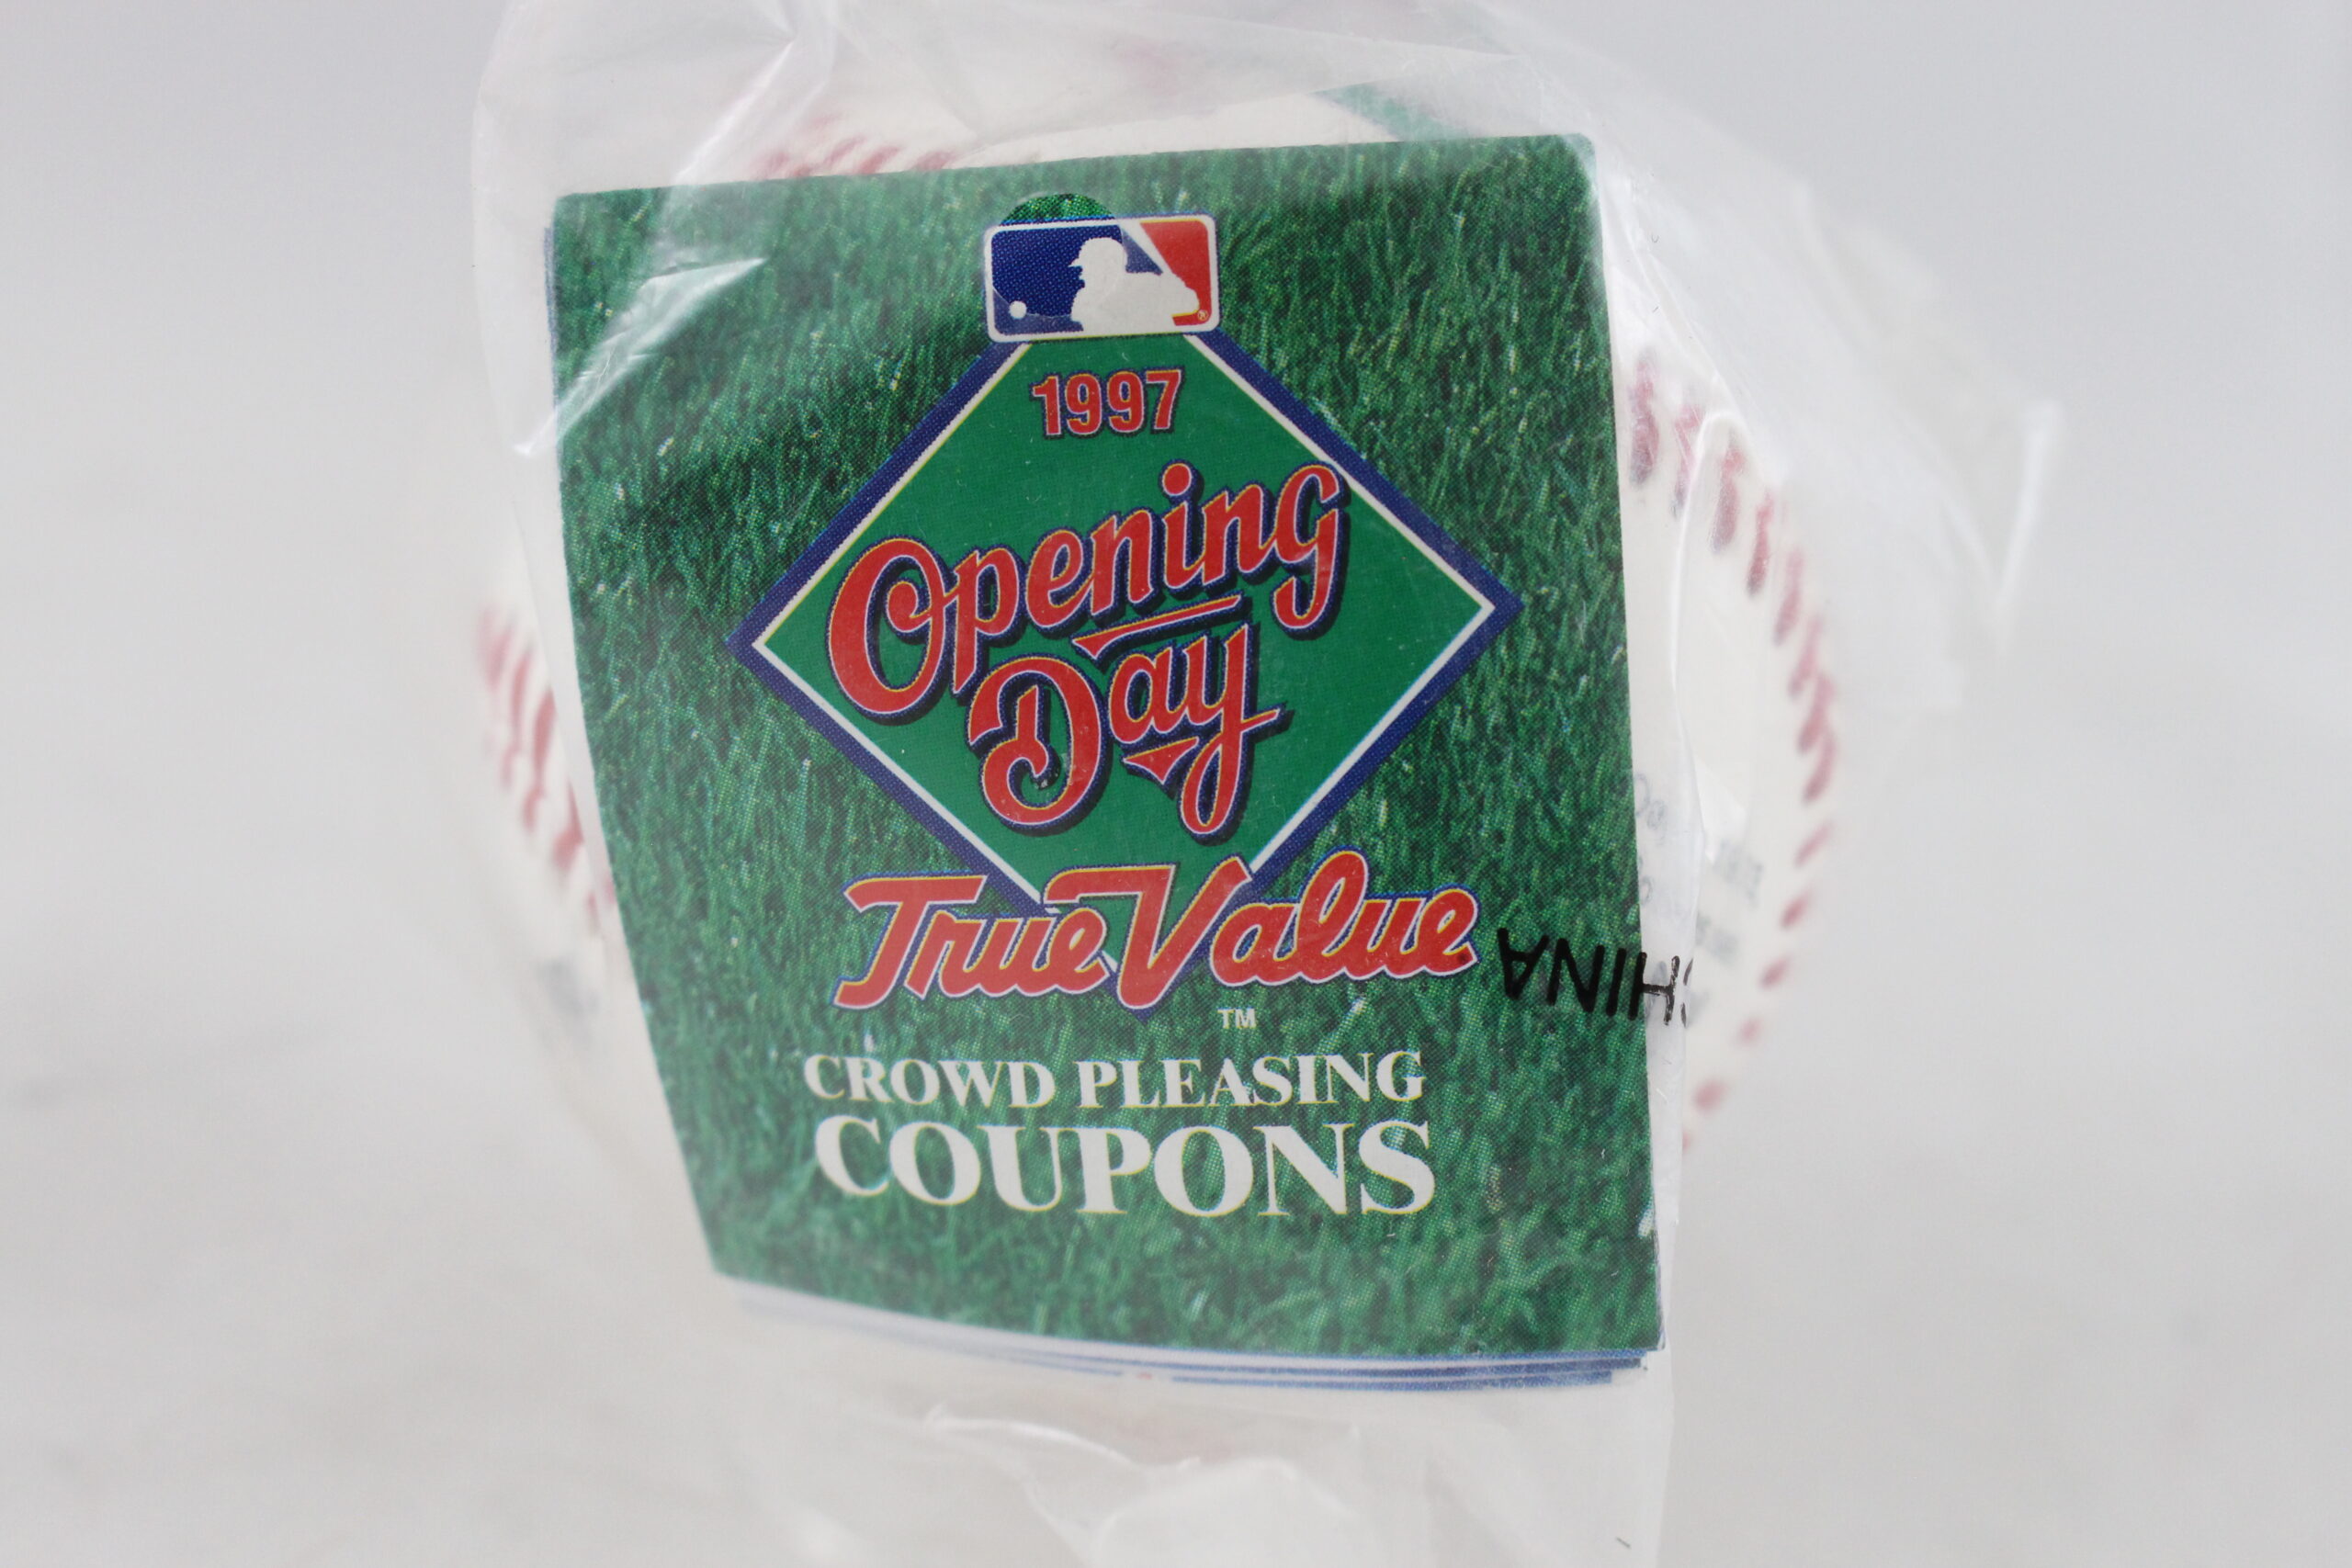 1997
Opening
Day
True Value
TM
CROWD PLEASING
COUPONS
CHINA